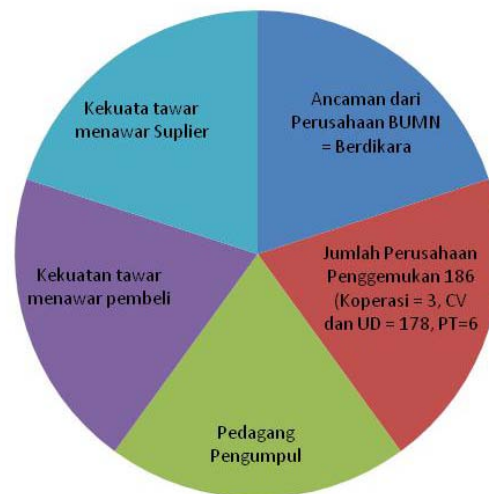 Kekuata tawar
menawar Suplier
Ancaman dari
Perusahaan BUMN
= Berdikara
Kekuatan tawar
menawar pembeli
Jumlah Perusahaan
Penggemukan 186
(Koperasi = 3, CV
dan UD = 178, PT=6
Pedagang
Pengumpul